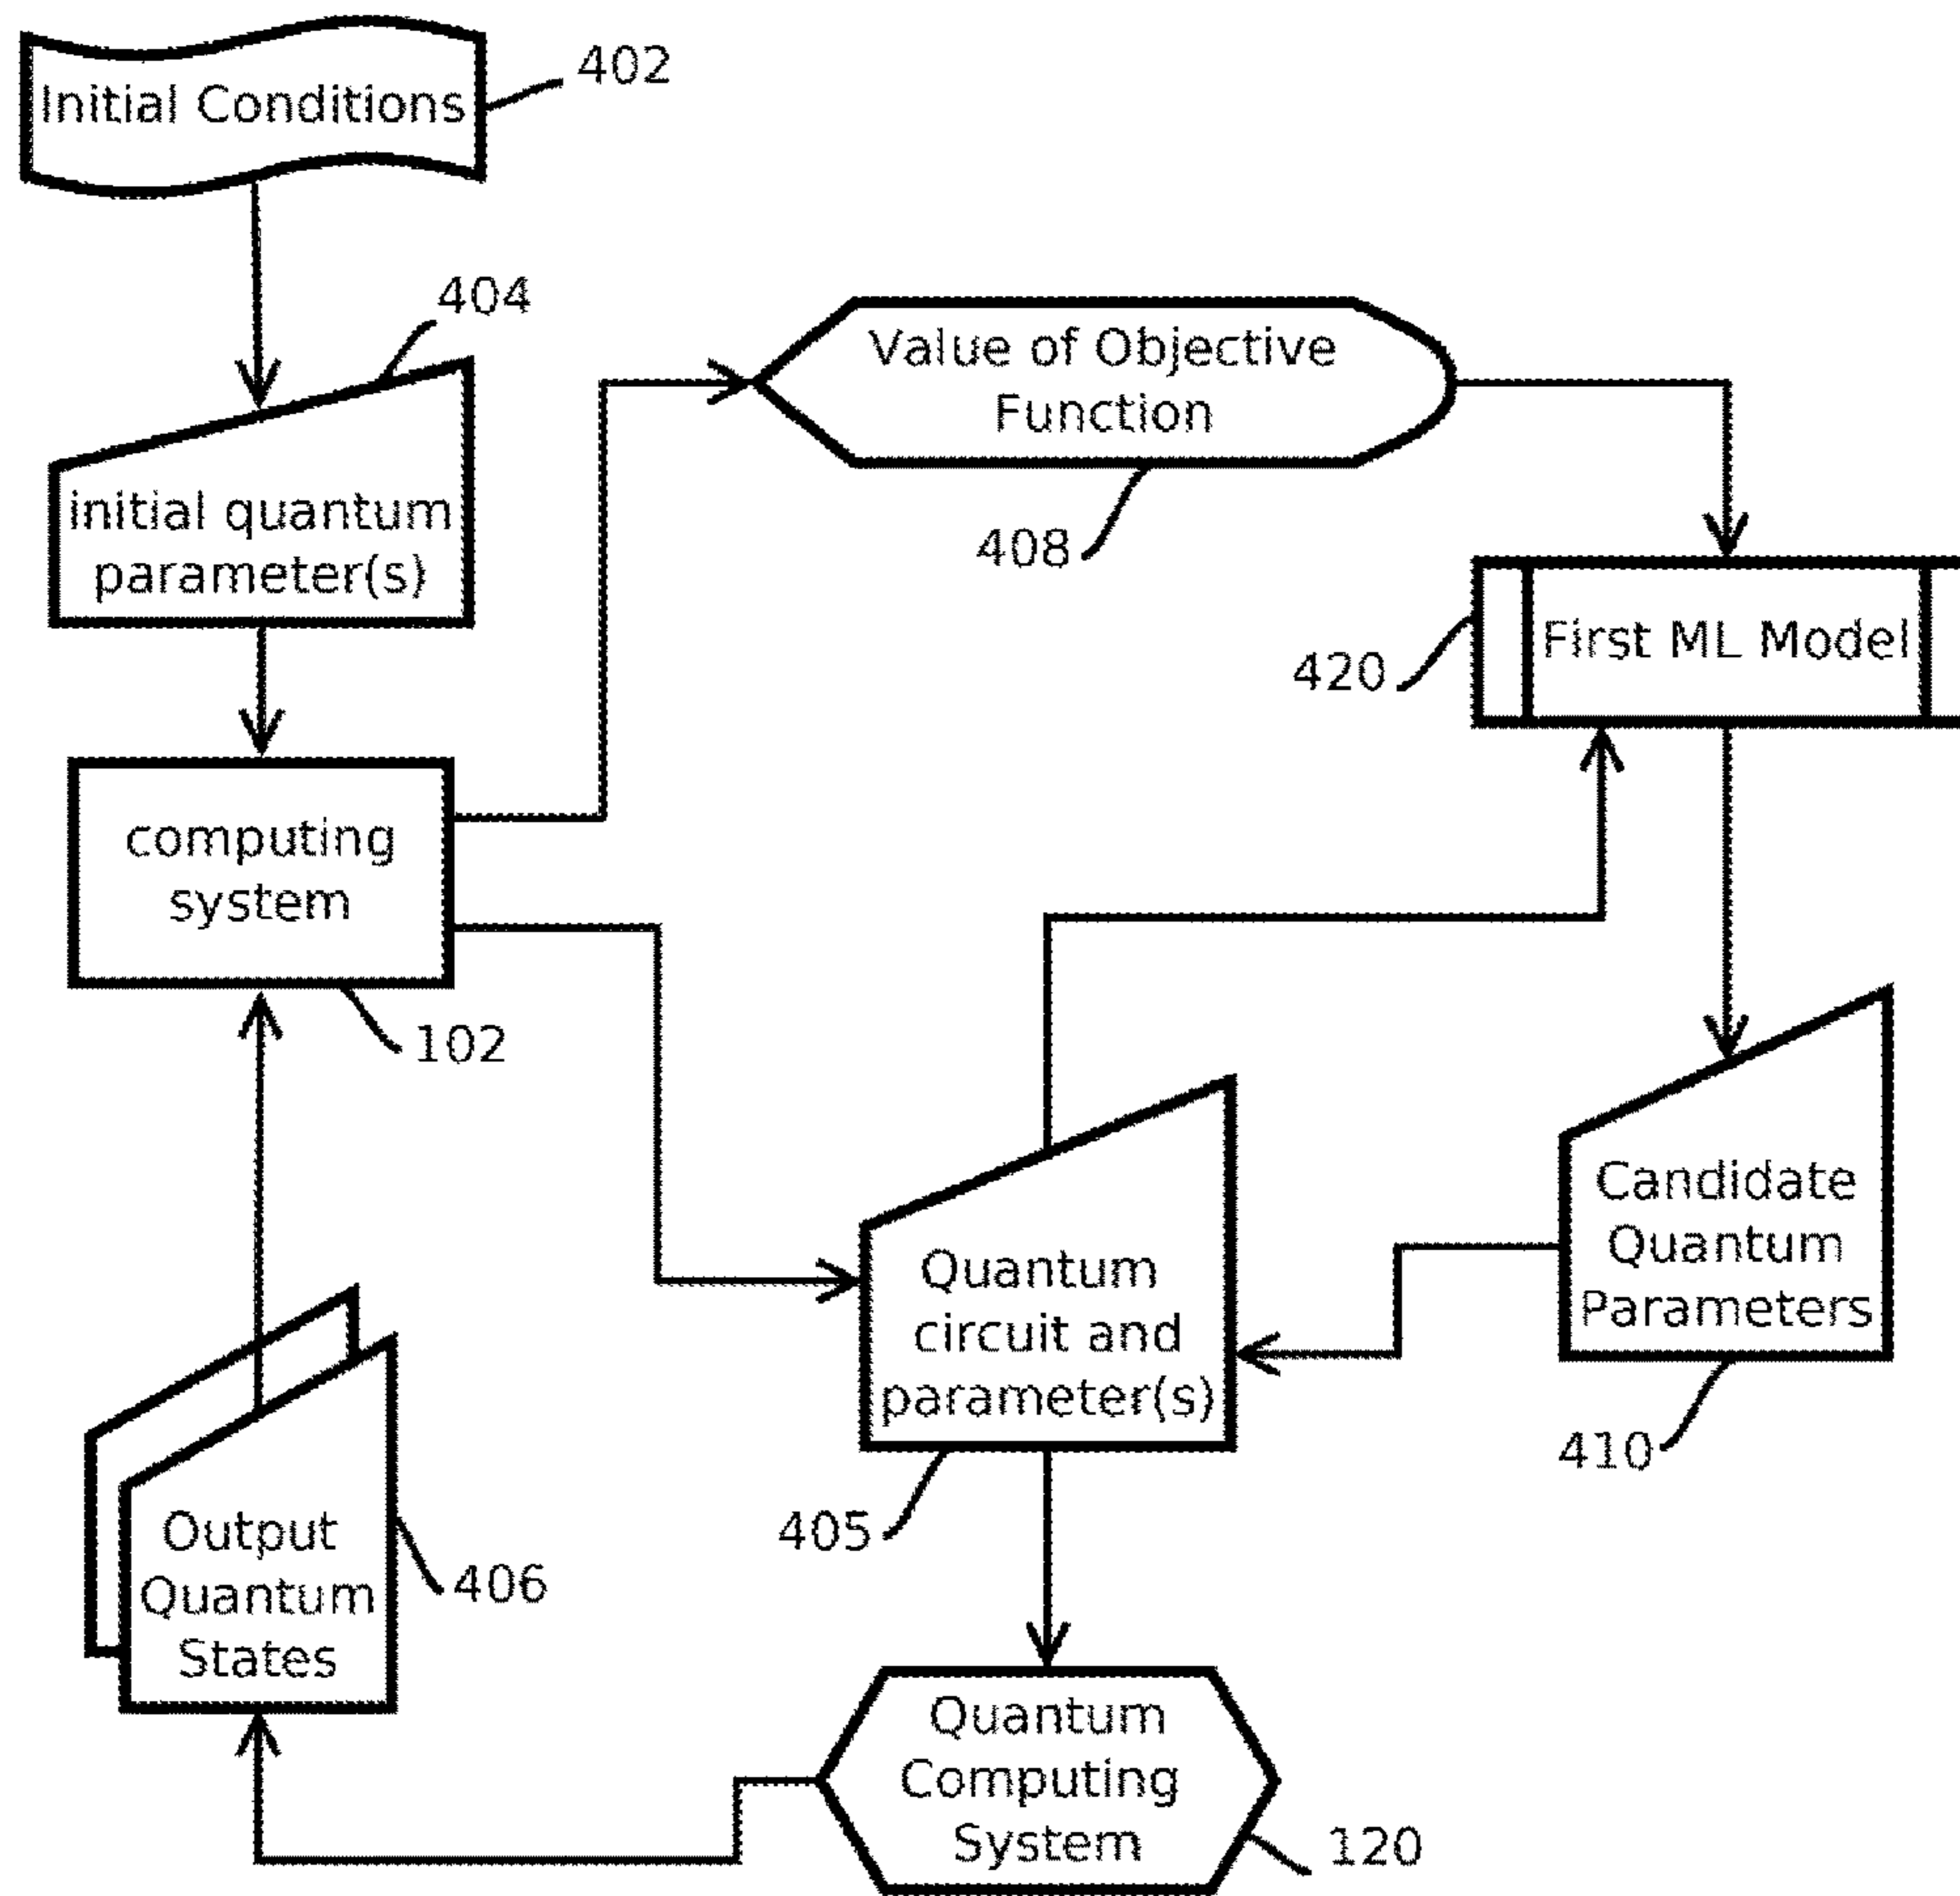 Initial Conditions
402
404
initial quantum
parameter(s)
Value of Objective
Function
408
First ML Model
420
computing
system
102
Candidate
Quantum
Parameters
410
Quantum
circuit and
parameter(s)
405
Output
Quantum
States
406
Quantum
Computing
System
120